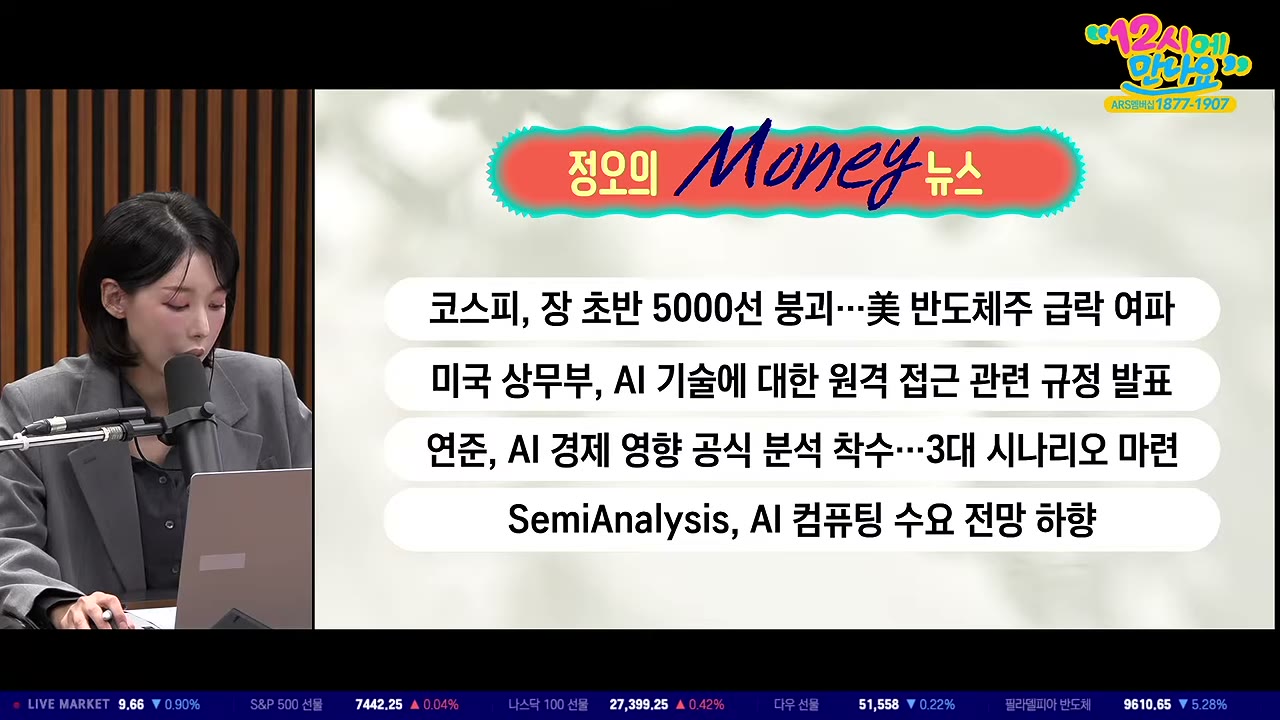 “12시에
만나요”
ARS멤버십 1877-1907
정오의 Money 뉴스
코스피, 장 초반 5000선 붕괴…美 반도체주 급락 여파
미국 상무부, AI 기술에 대한 원격 접근 관련 규정 발표
연준, AI 경제 영향 공식 분석 착수…3대 시나리오 마련
SemiAnalysis, AI 컴퓨팅 수요 전망 하향
LIVE MARKET 9.66 ▼0.90% S&P 500 선물 7442.25 ▲0.04% 나스닥 100 선물 27,399.25 ▲0.42% 다우 선물 51,558 ▼0.22% 필라델피아 반도체 9610.65 ▼5.28%